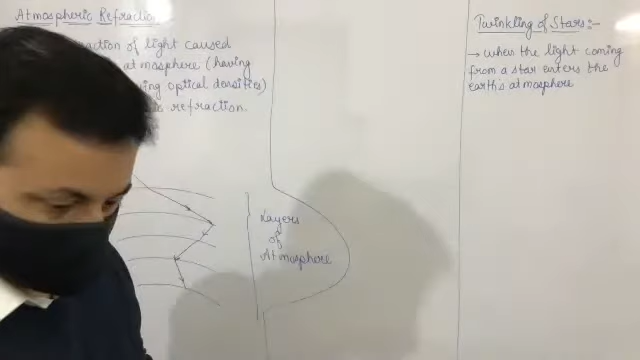 Atmospheric Refraction
action of light caused
atmosphere (having
ing optical densities)
refraction.
Layers
of
Atmosphere
Twinkling of Stars:-
→ When the light coming
from a star enters the
earth's atmosphere